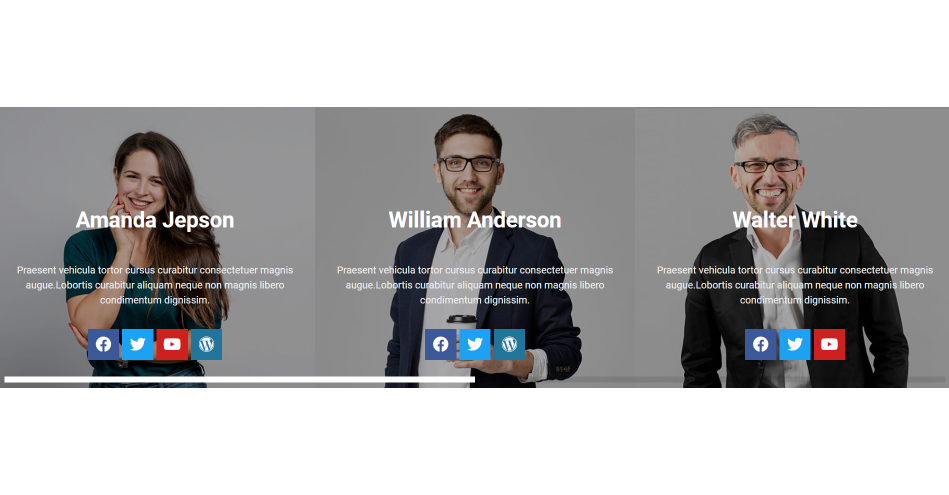 Amanda Jepson
Praesent vehicula tortor cursus curabitur consectetuer magnis
augue.Lobortis curabitur aliquam neque non magnis libero
condimentum dignissim.
William Anderson
Praesent vehicula tortor cursus curabitur consectetuer magnis
augue.Lobortis curabitur aliquam neque non magnis libero
condimentum dignissim.
Walter White
Praesent vehicula tortor cursus curabitur consectetuer magnis
augue.Lobortis curabitur aliquam neque non magnis libero
condimentum dignissim.